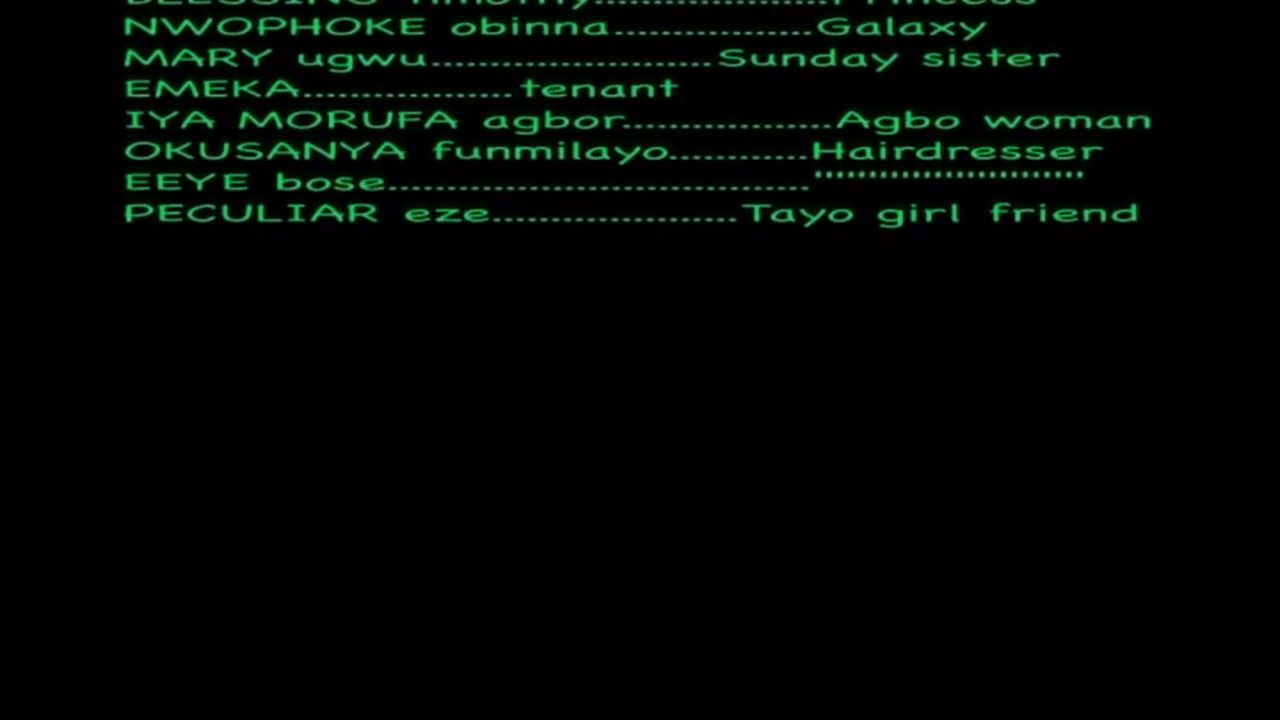 NWOPHOKE obinna.................Galaxy
MARY ugwu........................Sunday sister
EMEKA..................tenant
IYA MORUFA agbor..................Agbo woman
OKUSANYA funmilayo............Hairdresser
EEYE bose.................................... """"""""""""""
PECULIAR eze.....................Tayo girl friend